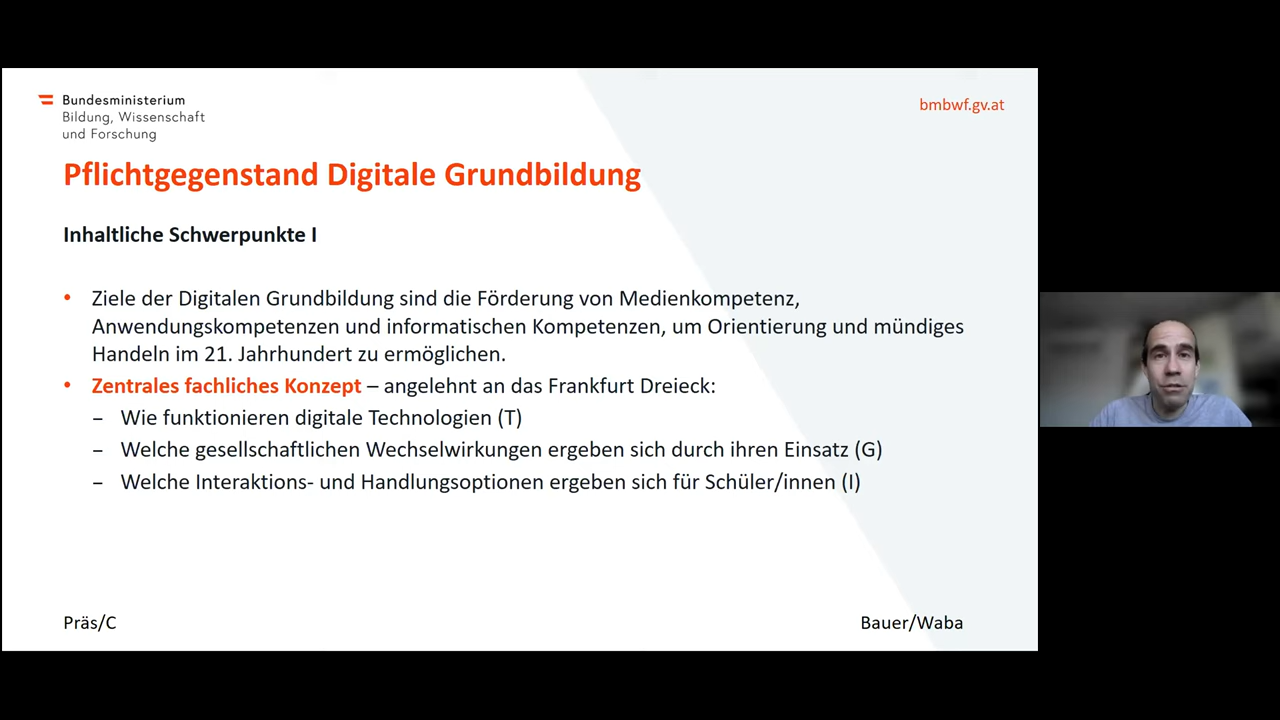 Bundesministerium
Bildung, Wissenschaft
und Forschung
bmbwf.gv.at
Pflichtgegenstand Digitale Grundbildung
Inhaltliche Schwerpunkte I
• Ziele der Digitalen Grundbildung sind die Förderung von Medienkompetenz,
Anwendungskompetenzen und informatischen Kompetenzen, um Orientierung und mündiges
Handeln im 21. Jahrhundert zu ermöglichen.
• Zentrales fachliches Konzept – angelehnt an das Frankfurt Dreieck:
– Wie funktionieren digitale Technologien (T)
– Welche gesellschaftlichen Wechselwirkungen ergeben sich durch ihren Einsatz (G)
– Welche Interaktions- und Handlungsoptionen ergeben sich für Schüler/innen (I)
Präs/C
Bauer/Waba